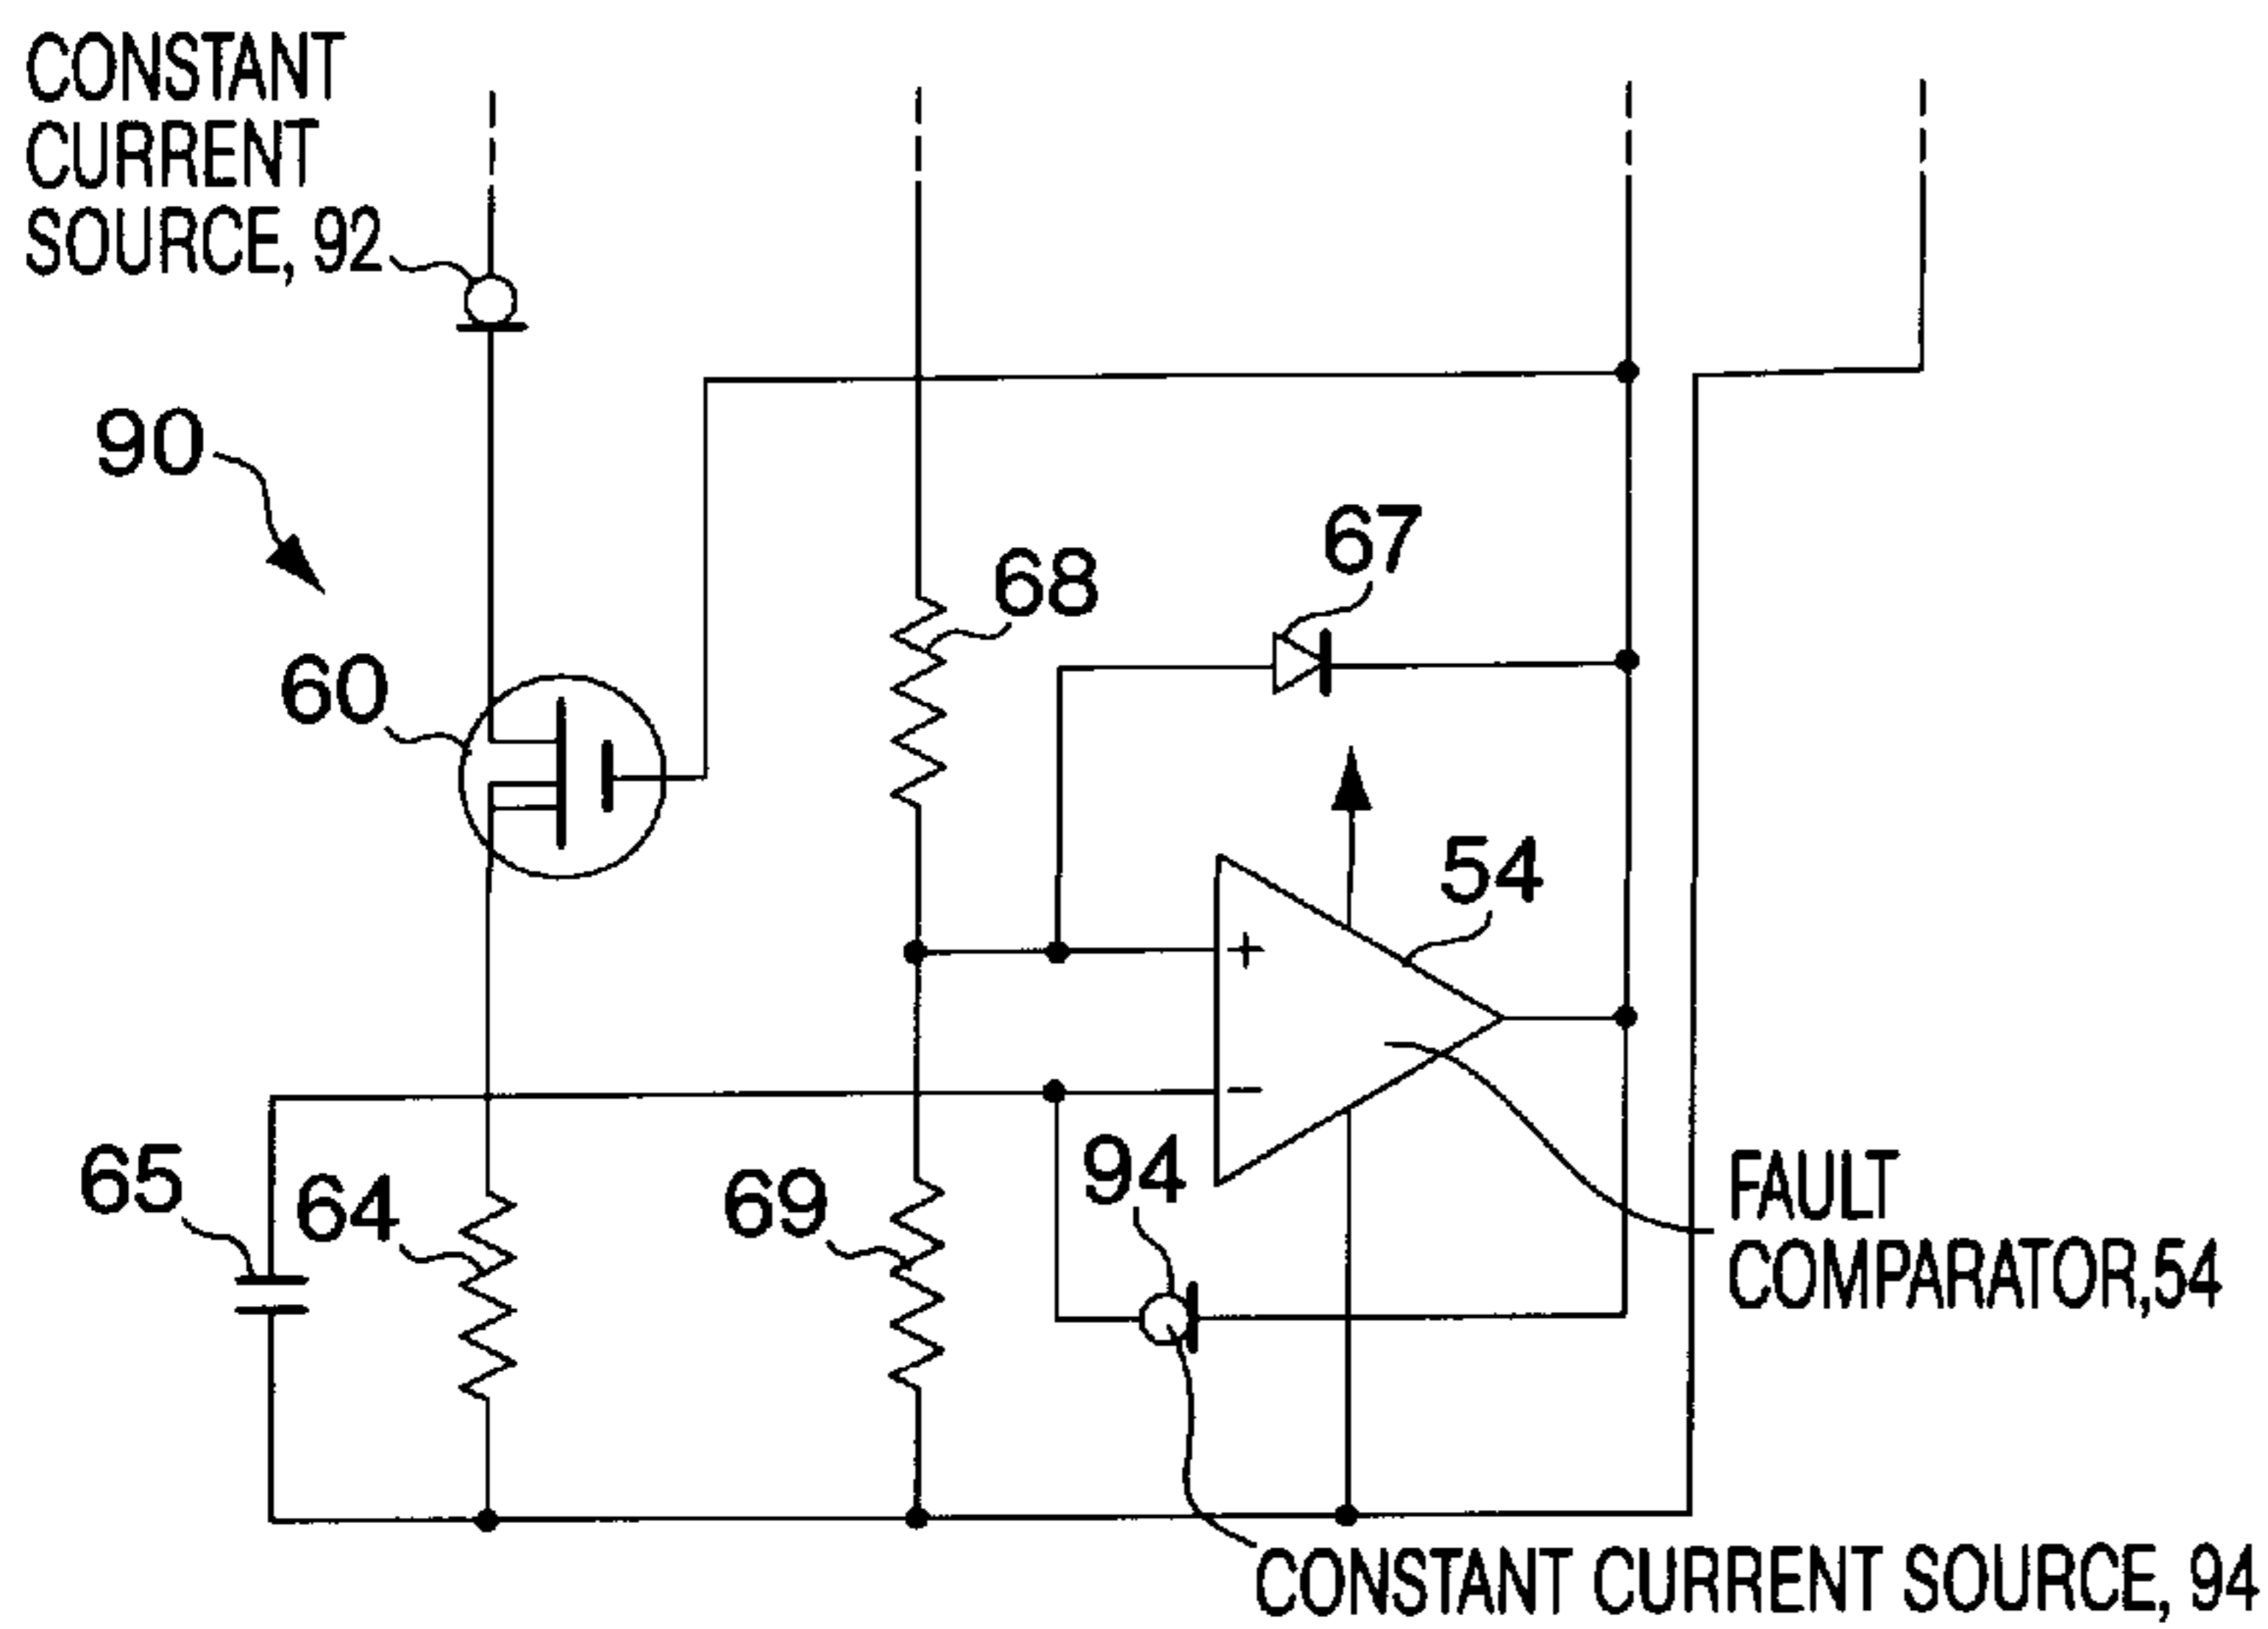 CONSTANT
CURRENT
SOURCE, 92
90
67
68
60
54
+
−
65
64
69
94
FAULT
COMPARATOR,54
CONSTANT CURRENT SOURCE, 94